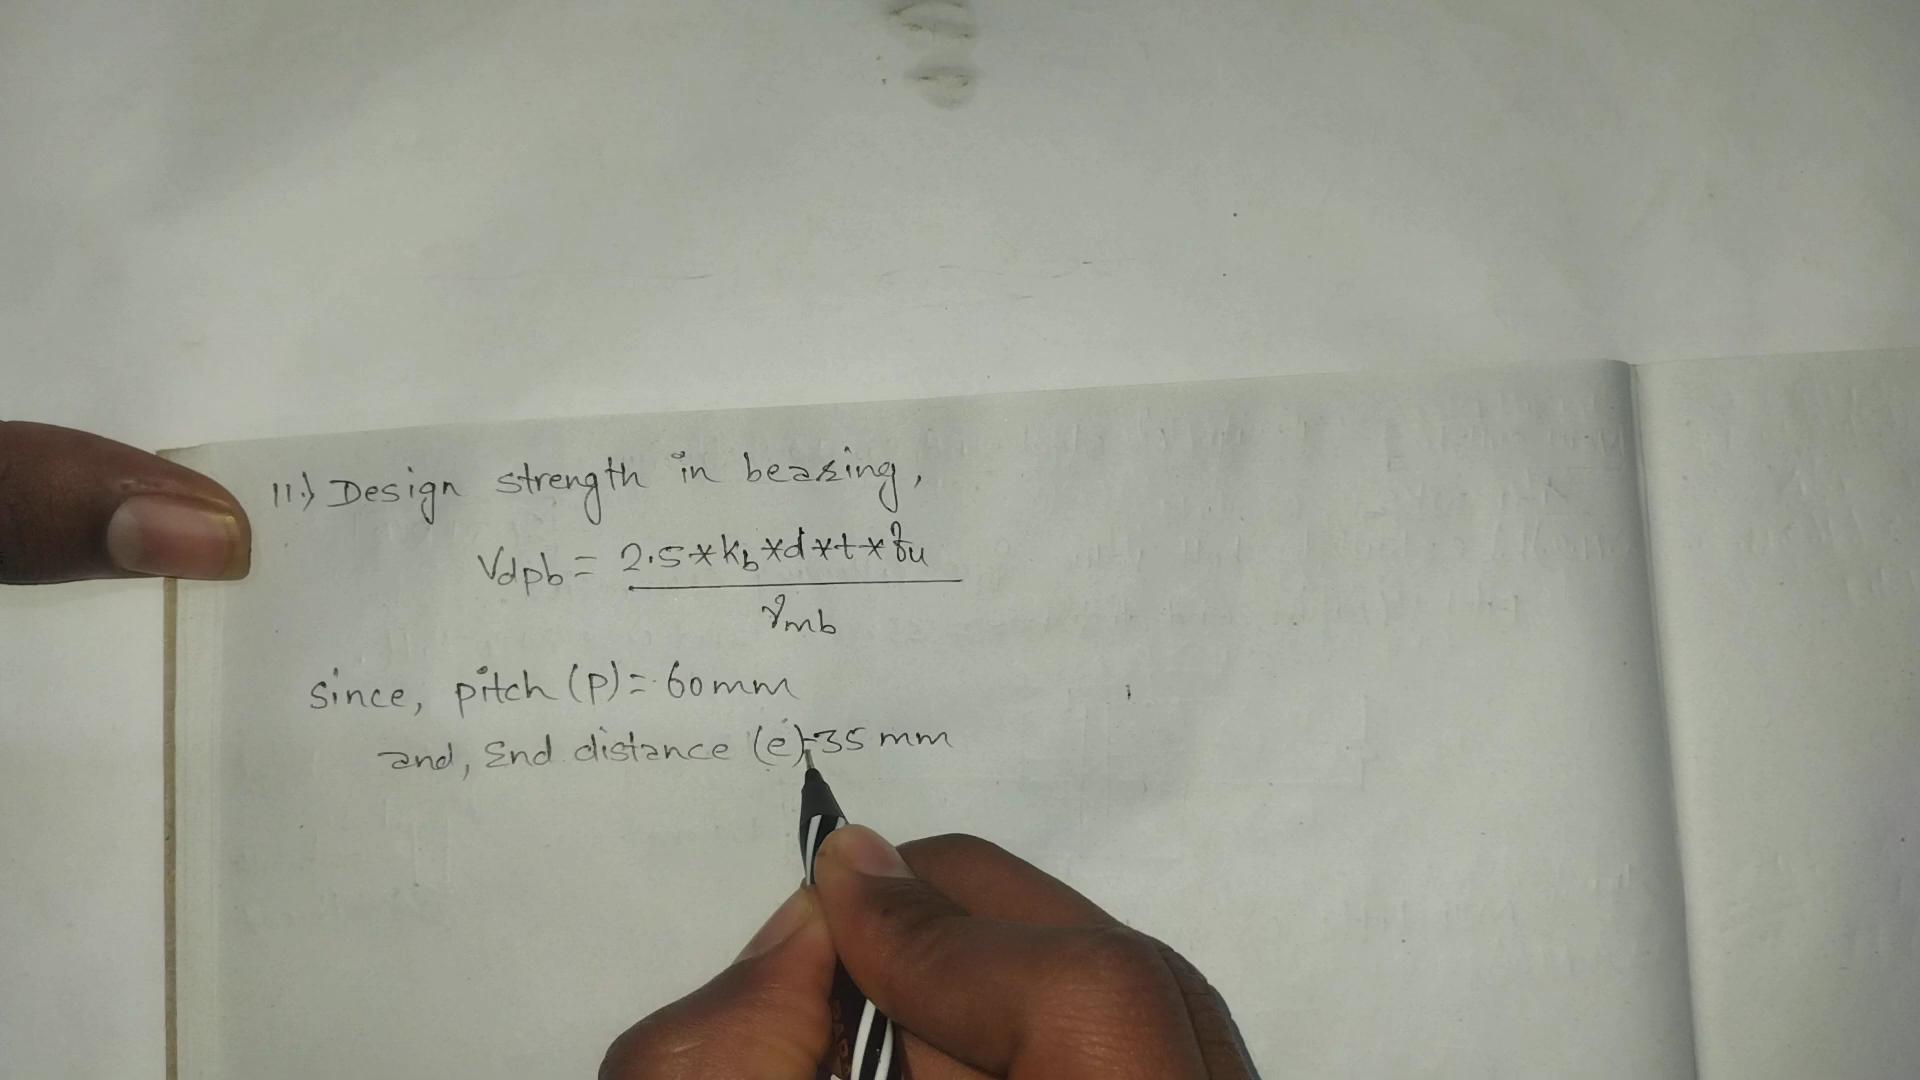 11.) Design strength in bearing,
Vdpb = 2.5*kb*d*t*fu
γmb
since, pitch (p) = 60mm
and, End distance (e) = 35 mm